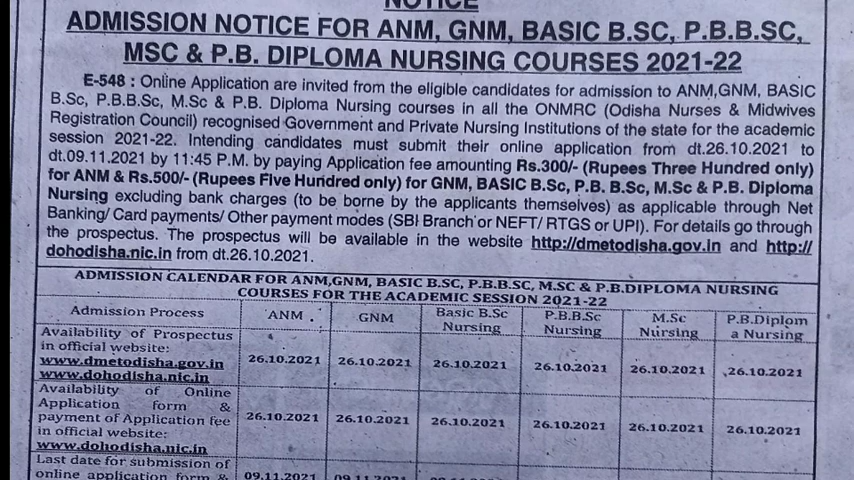 NOTICE
ADMISSION NOTICE FOR ANM, GNM, BASIC B.SC, P.B.B.SC,
MSC & P.B. DIPLOMA NURSING COURSES 2021-22
E-548 : Online Application are invited from the eligible candidates for admission to ANM,GNM, BASIC
B.Sc, P.B.B.Sc, M.Sc & P.B. Diploma Nursing courses in all the ONMRC (Odisha Nurses & Midwives
Registration Council) recognised Government and Private Nursing Institutions of the state for the academic
session 2021-22. Intending candidates must submit their online application from dt.26.10.2021 to
dt.09.11.2021 by 11:45 P.M. by paying Application fee amounting Rs.300/- (Rupees Three Hundred only)
for ANM & Rs.500/- (Rupees Five Hundred only) for GNM, BASIC B.Sc, P.B. B.Sc, M.Sc & P.B. Diploma
Nursing excluding bank charges (to be borne by the applicants themselves) as applicable through Net
Banking/ Card payments/ Other payment modes (SBI Branch or NEFT/ RTGS or UPI). For details go through
the prospectus. The prospectus will be available in the website http://dmetodisha.gov.in and http://
dohodisha.nic.in from dt.26.10.2021.
ADMISSION CALENDAR FOR ANM,GNM, BASIC B.SC, P.B.B.SC, M.SC & P.B.DIPLOMA NURSING
COURSES FOR THE ACADEMIC SESSION 2021-22
Admission Process ANM GNM Basic B.Sc Nursing P.B.B.Sc Nursing M.Sc Nursing P.B.Diplom a Nursing
Availability of Prospectus
in official website:
www.dmetodisha.gov.in 26.10.2021 26.10.2021 26.10.2021 26.10.2021 26.10.2021 26.10.2021
www.dohodisha.nic.in
Availability of Online
Application form &
payment of Application fee 26.10.2021 26.10.2021 26.10.2021 26.10.2021 26.10.2021 26.10.2021
in official website:
www.dohodisha.nic.in
Last date for submission of
online application form & 09.11.2021 09.11.2021